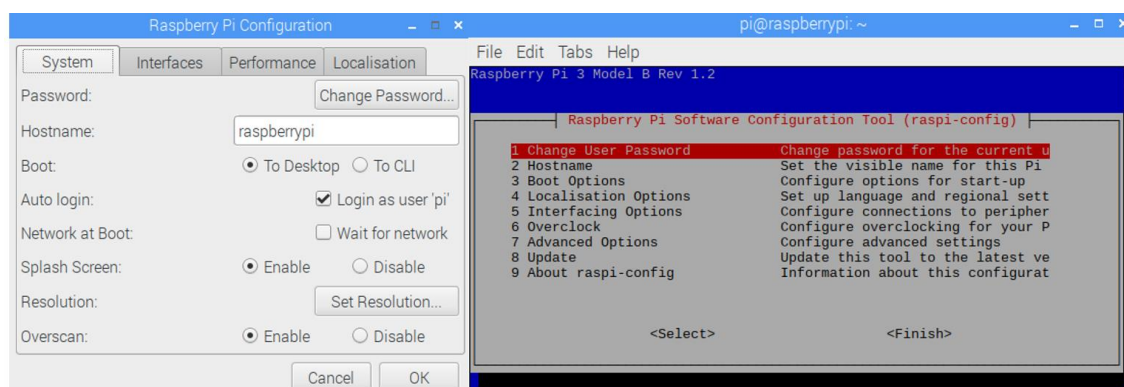 Raspberry Pi Configuration
System Interfaces Performance Localisation
Password: Change Password...
Hostname: raspberrypi
Boot: To Desktop To CLI
Auto login: Login as user 'pi'
Network at Boot: Wait for network
Splash Screen: Enable Disable
Resolution: Set Resolution...
Overscan: Enable Disable
Cancel OK
pi@raspberrypi: ~
File Edit Tabs Help
Raspberry Pi 3 Model B Rev 1.2
Raspberry Pi Software Configuration Tool (raspi-config)
1 Change User Password Change password for the current u
2 Hostname Set the visible name for this Pi
3 Boot Options Configure options for start-up
4 Localisation Options Set up language and regional sett
5 Interfacing Options Configure connections to peripher
6 Overclock Configure overclocking for your P
7 Advanced Options Configure advanced settings
8 Update Update this tool to the latest ve
9 About raspi-config Information about this configurat
<Select> <Finish>